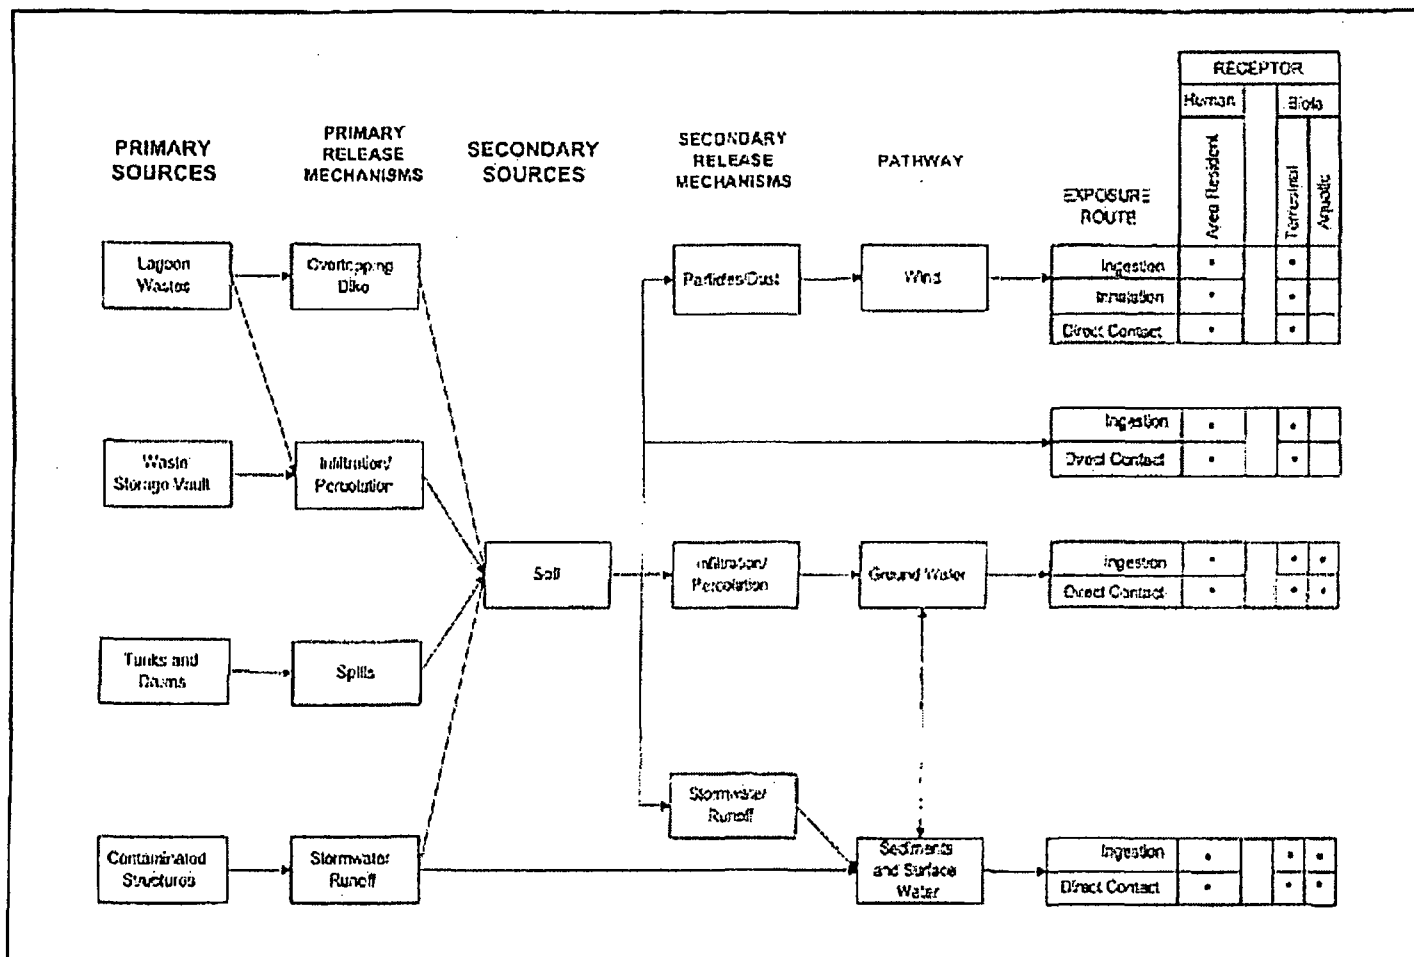 RECEPTOR
Human
Biota
PRIMARY
SOURCES
PRIMARY
RELEASE
MECHANISMS
SECONDARY
SOURCES
SECONDARY
RELEASE
MECHANISMS
PATHWAY
EXPOSURE
ROUTE
Area Resident
Terrestrial
Aquatic
Lagoon
Wastes
Overtopping
Dike
Particles/Dust
Wind
Ingestion
Inhalation
Direct Contact
Ingestion
Direct Contact
Waste
Storage Vault
Infiltration/
Percolation
Soil
Infiltration/
Percolation
Ground Water
Ingestion
Direct Contact
Tanks and
Drums
Spills
Stormwater
Runoff
Contaminated
Structures
Stormwater
Runoff
Sediments
and Surface
Water
Ingestion
Direct Contact